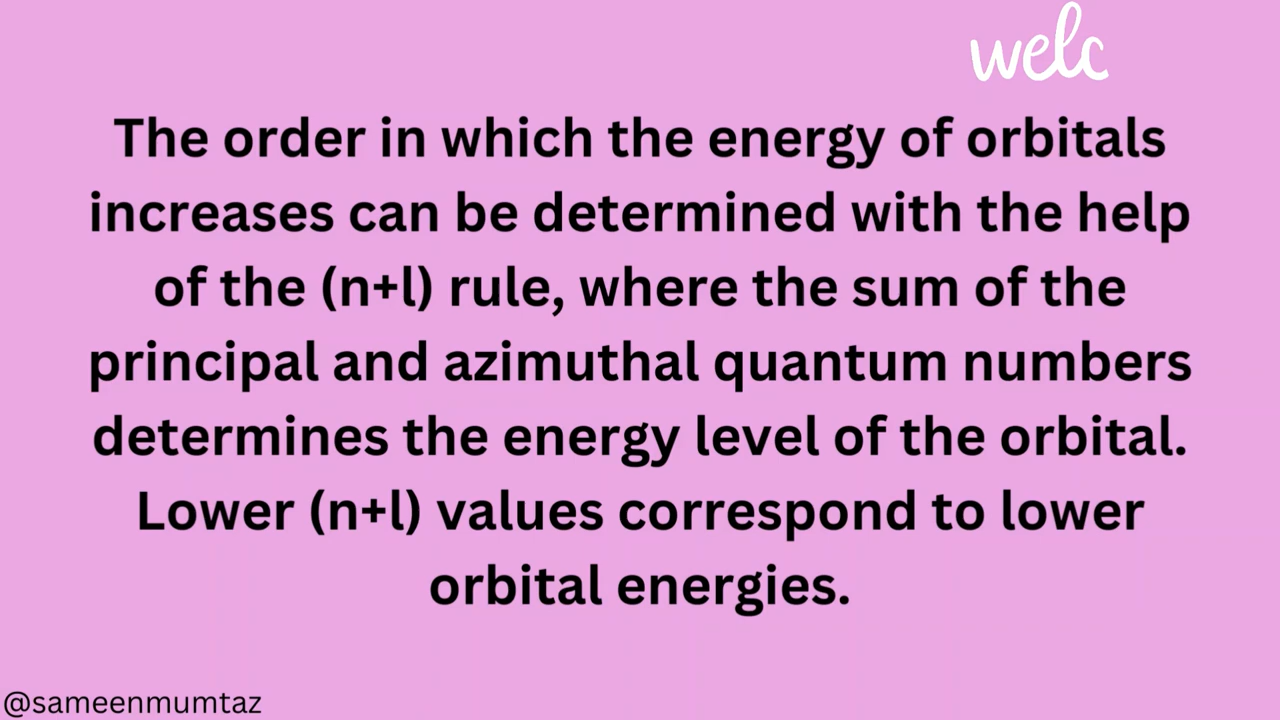 welc
The order in which the energy of orbitals
increases can be determined with the help
of the (n+l) rule, where the sum of the
principal and azimuthal quantum numbers
determines the energy level of the orbital.
Lower (n+l) values correspond to lower
orbital energies.
@sameenmumtaz